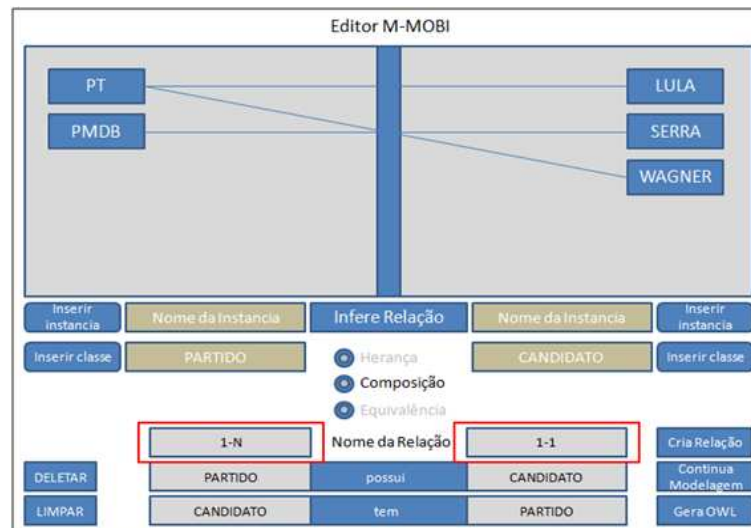 Editor M-MOBI
PT
LULA
PMDB
SERRA
WAGNER
Inserir
instancia
Nome da Instancia
Infere Relação
Nome da Instancia
Inserir
instancia
Inserir classe
PARTIDO
Herança
CANDIDATO
Inserir classe
Composição
Equivalência
1-N
Nome da Relação
1-1
Cria Relação
DELETAR
PARTIDO
possui
CANDIDATO
Continua
Modelagem
LIMPAR
CANDIDATO
tem
PARTIDO
Gera OWL